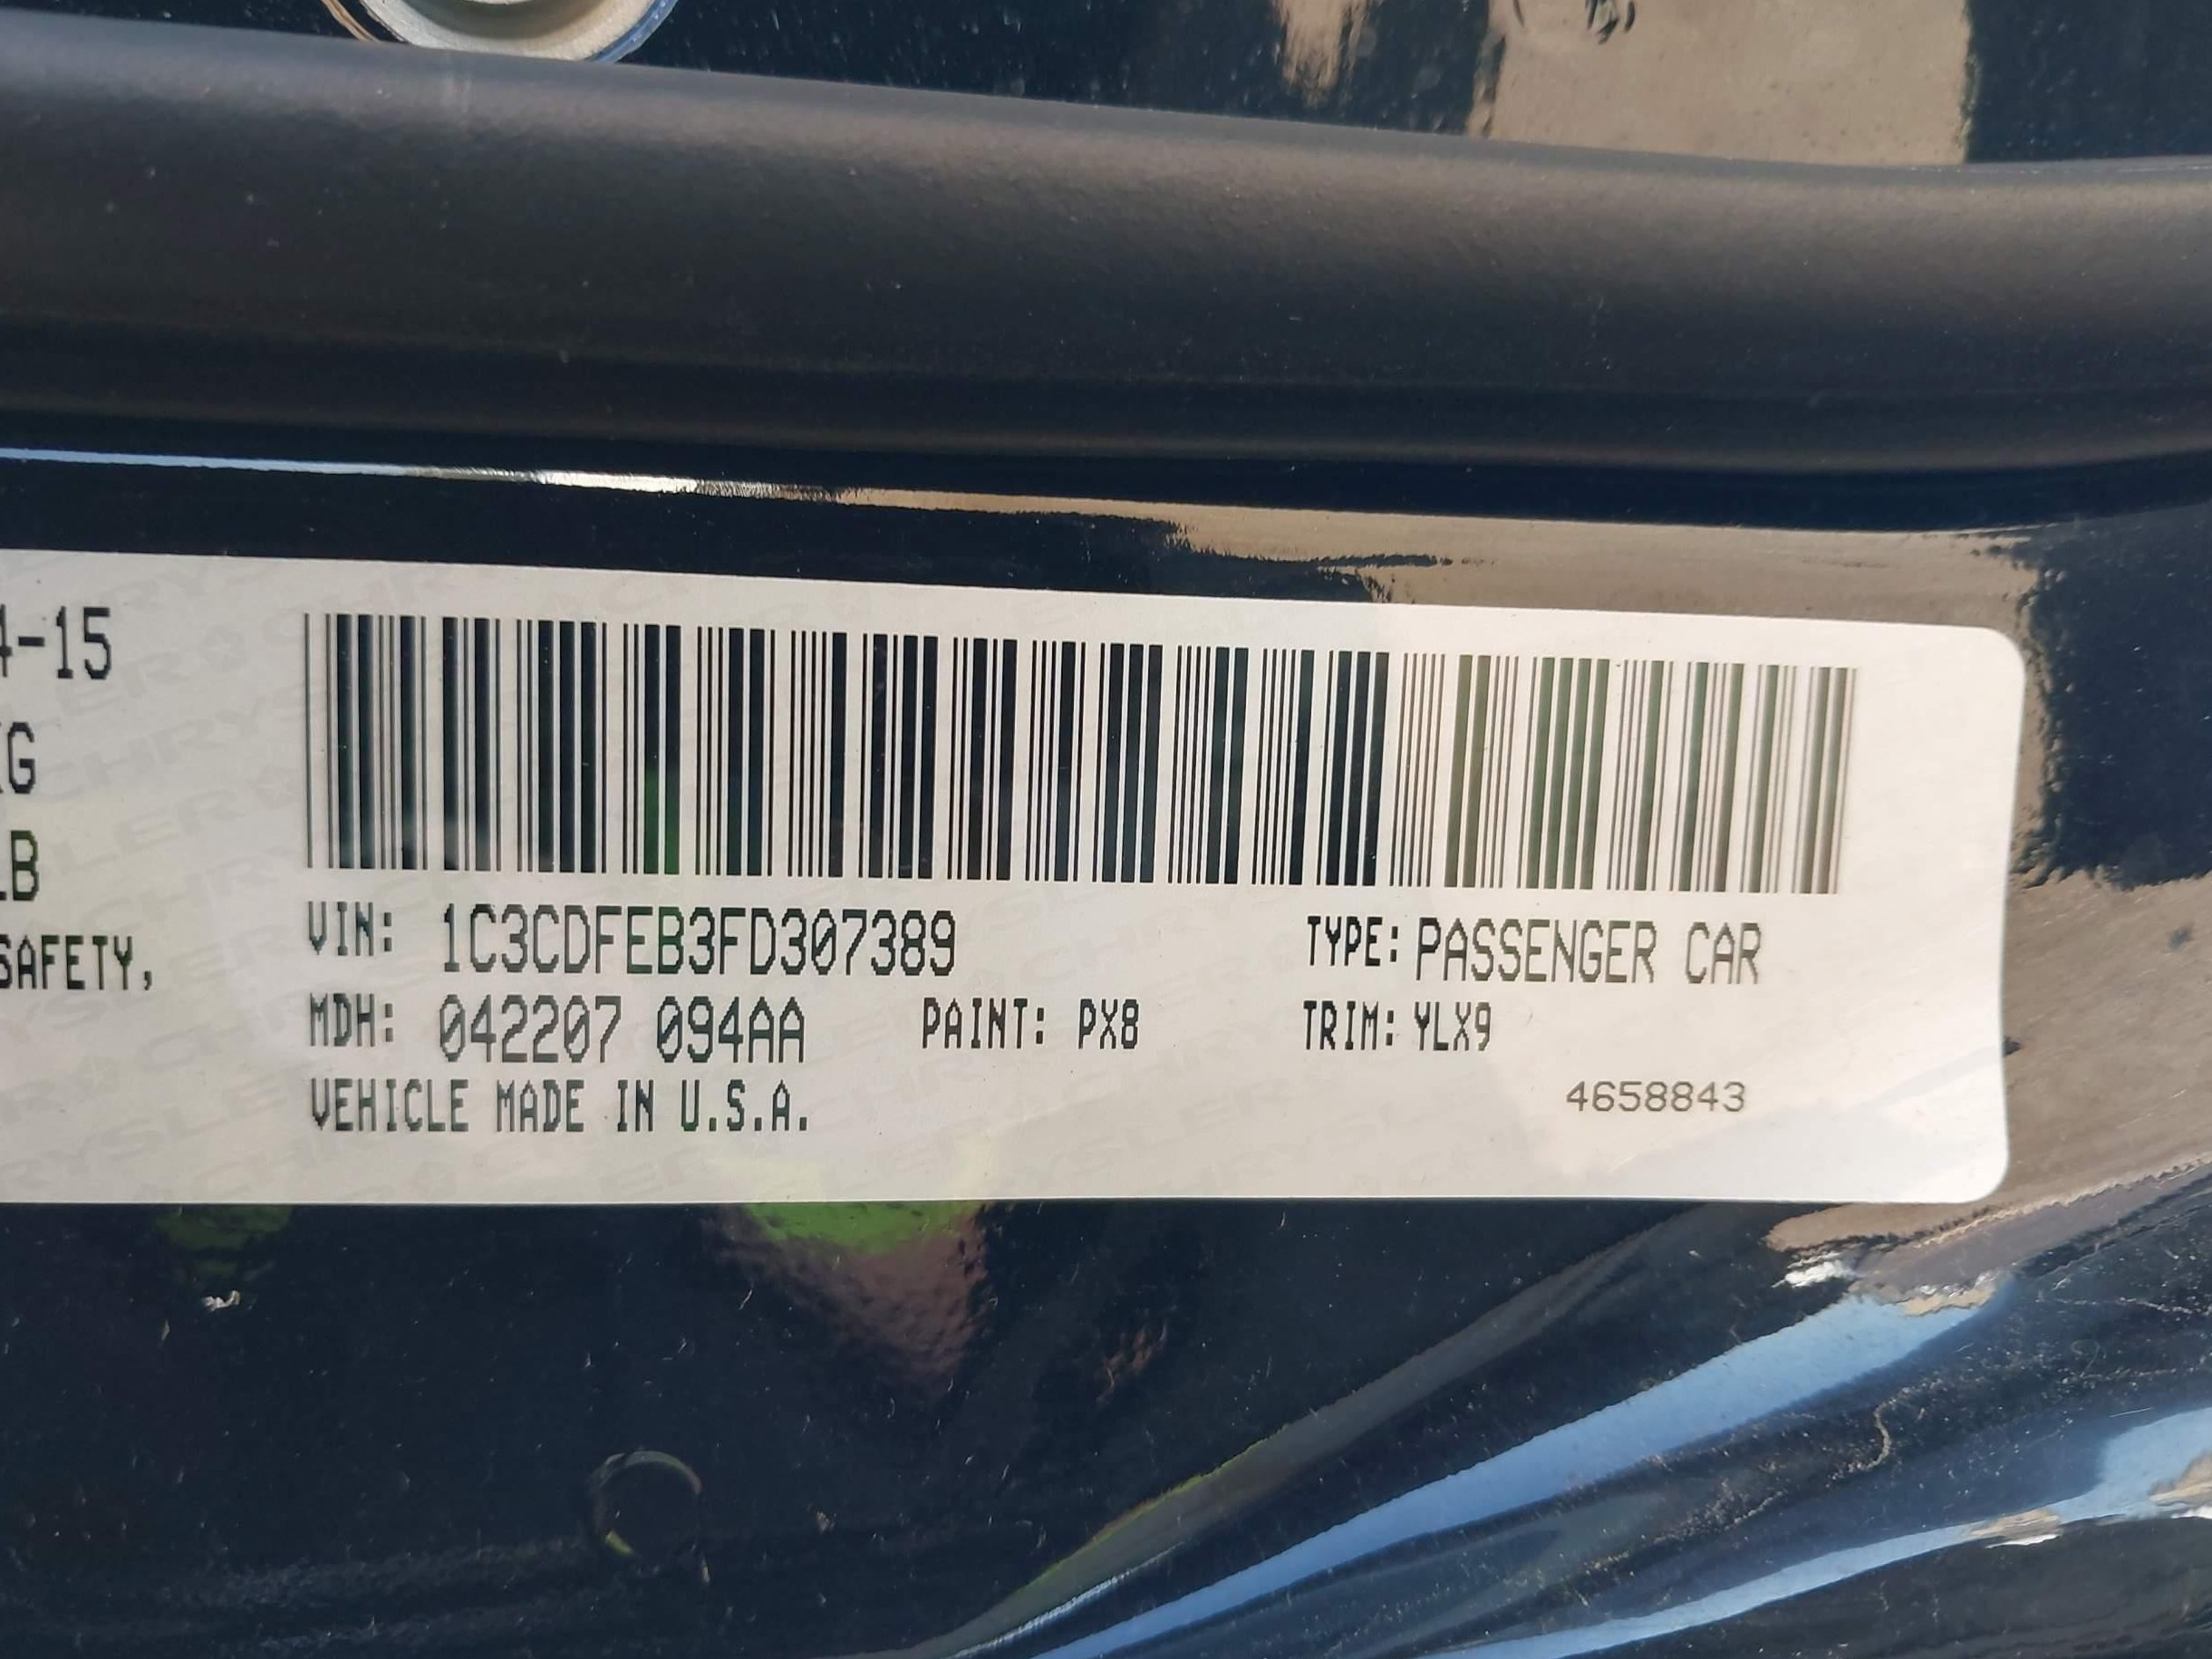 4-15
KG
LB
SAFETY,
VIN: 1C3CDFEB3FD307389
TYPE: PASSENGER CAR
MDH: 042207 094AA
PAINT: PX8
TRIM: YLX9
VEHICLE MADE IN U.S.A.
4658843